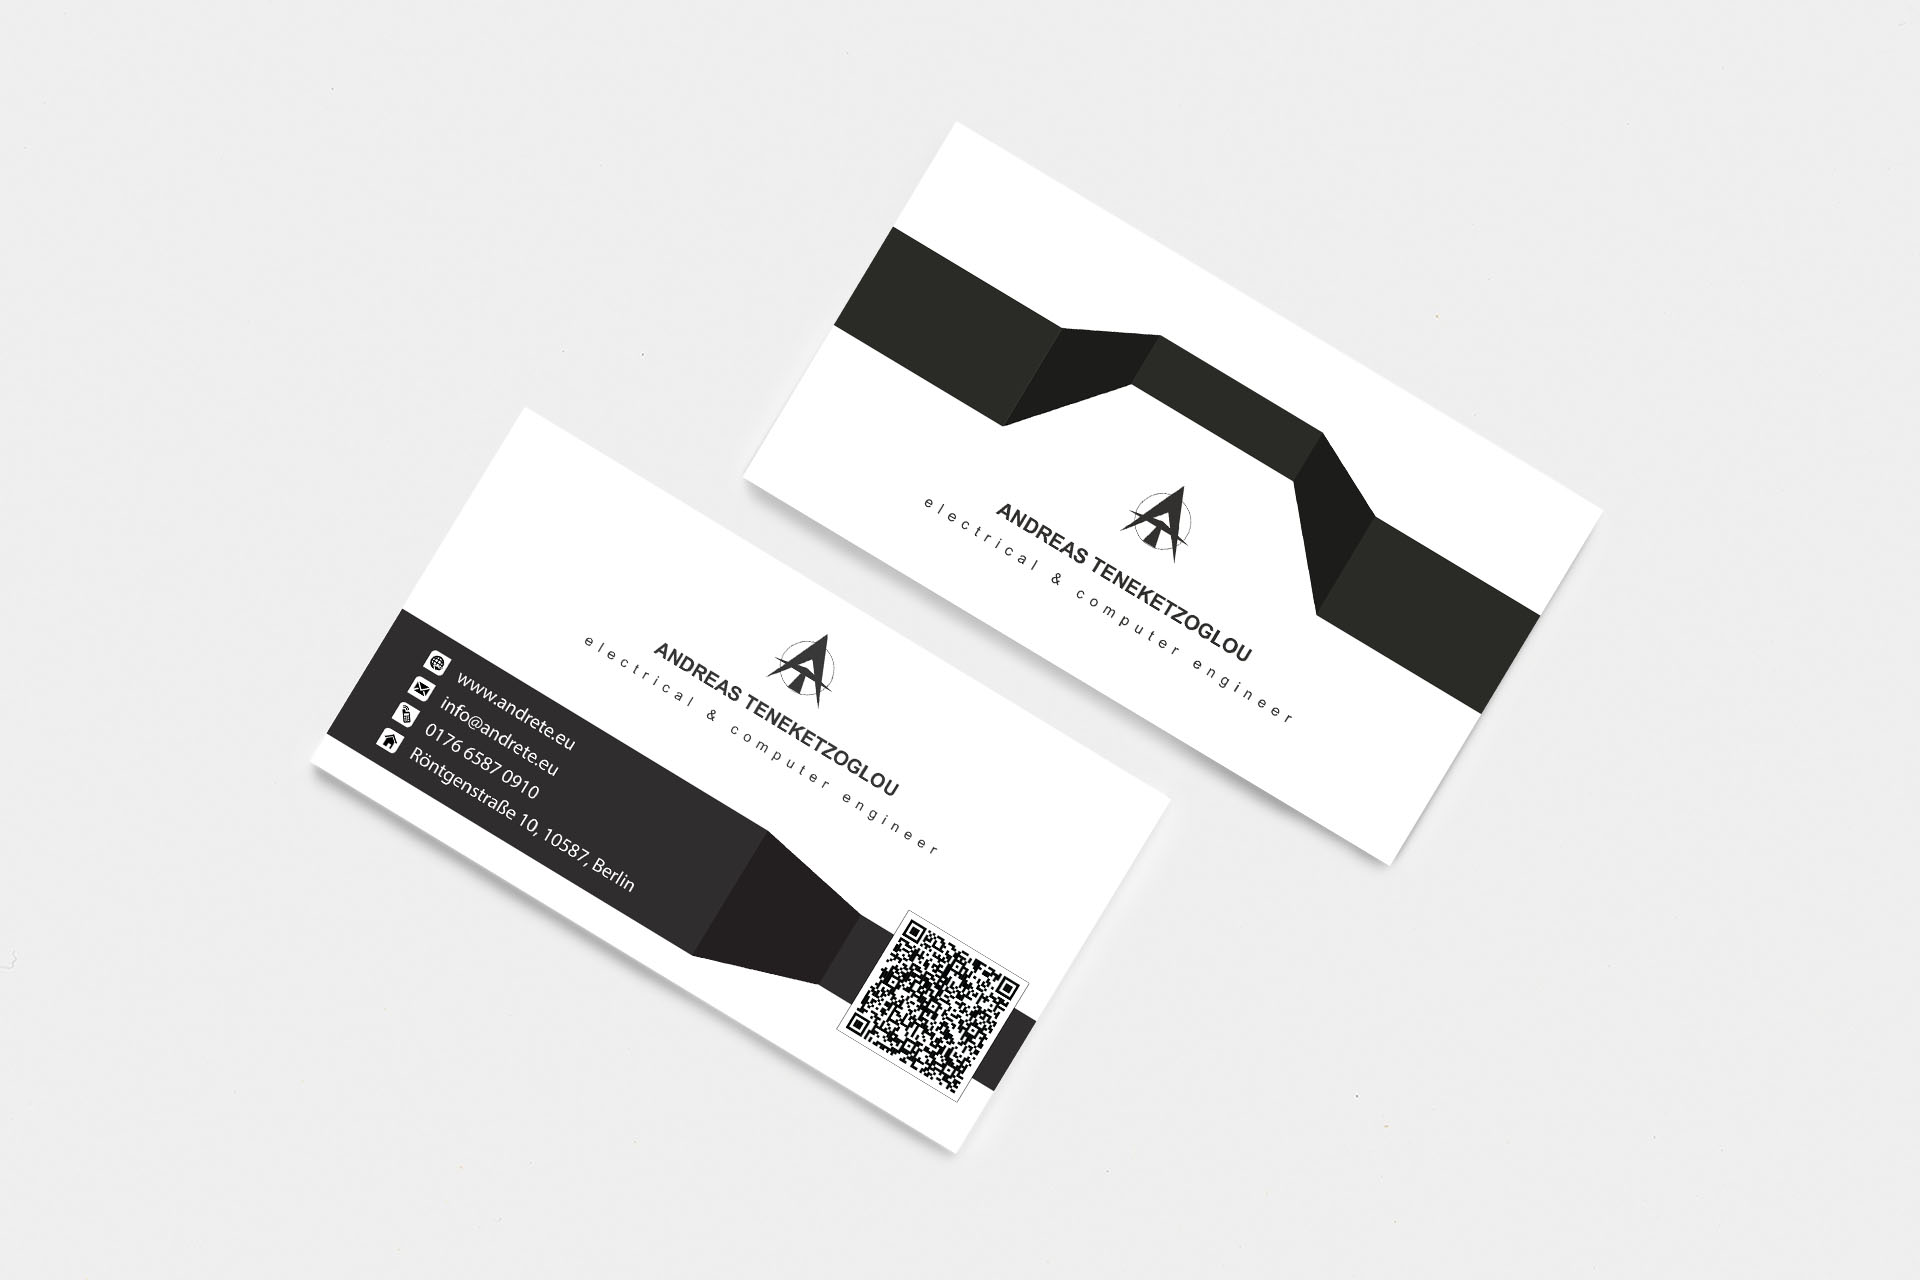 ANDREAS TENEKETZOGLOU
electrical & computer engineer
ANDREAS TENEKETZOGLOU
electrical & computer engineer
www.andrete.eu
info@andrete.eu
0176 6587 0910
Röntgenstraße 10, 10587, Berlin